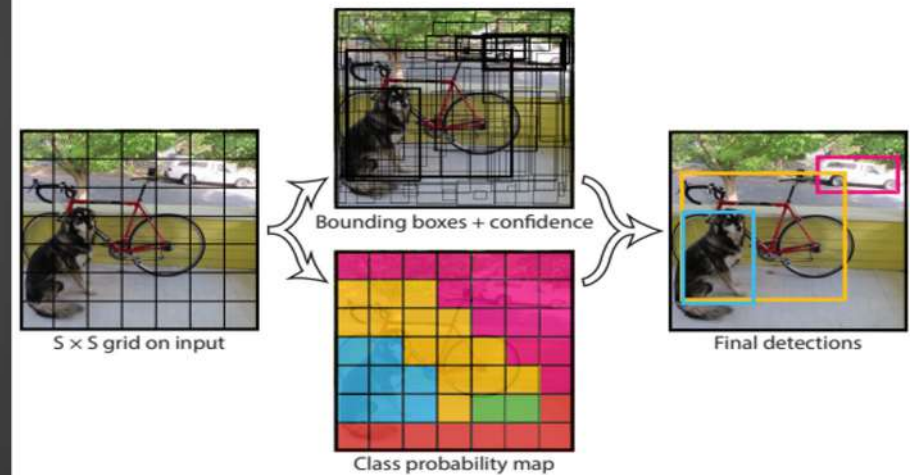 S × S grid on input
Bounding boxes + confidence
Class probability map
Final detections